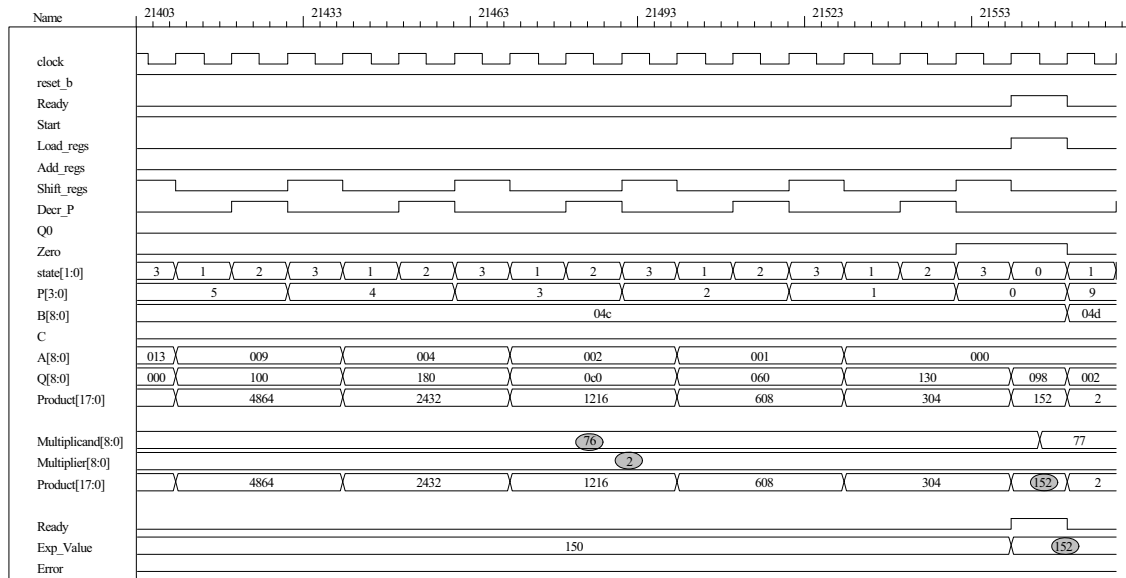 Name 21403 21433 21463 21493 21523 21553
clock
reset_b
Ready
Start
Load_regs
Add_regs
Shift_regs
Decr_P
Q0
Zero
state[1:0] 3 1 2 3 1 2 3 1 2 3 1 2 3 1 2 3 0 1
P[3:0] 5 4 3 2 1 0 9
B[8:0] 04c 04d
C
A[8:0] 013 009 004 002 001 000
Q[8:0] 000 100 180 0c0 060 130 098 002
Product[17:0] 4864 2432 1216 608 304 152 2
Multiplicand[8:0] 76 77
Multiplier[8:0] 2
Product[17:0] 4864 2432 1216 608 304 152 2
Ready
Exp_Value 150 152
Error